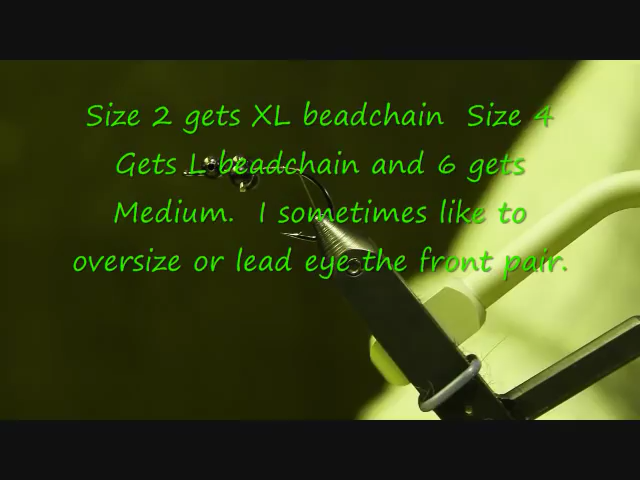 Size 2 gets XL beadchain  Size 4
Gets L beadchain and 6 gets
Medium.  I sometimes like to
oversize or lead eye the front pair.